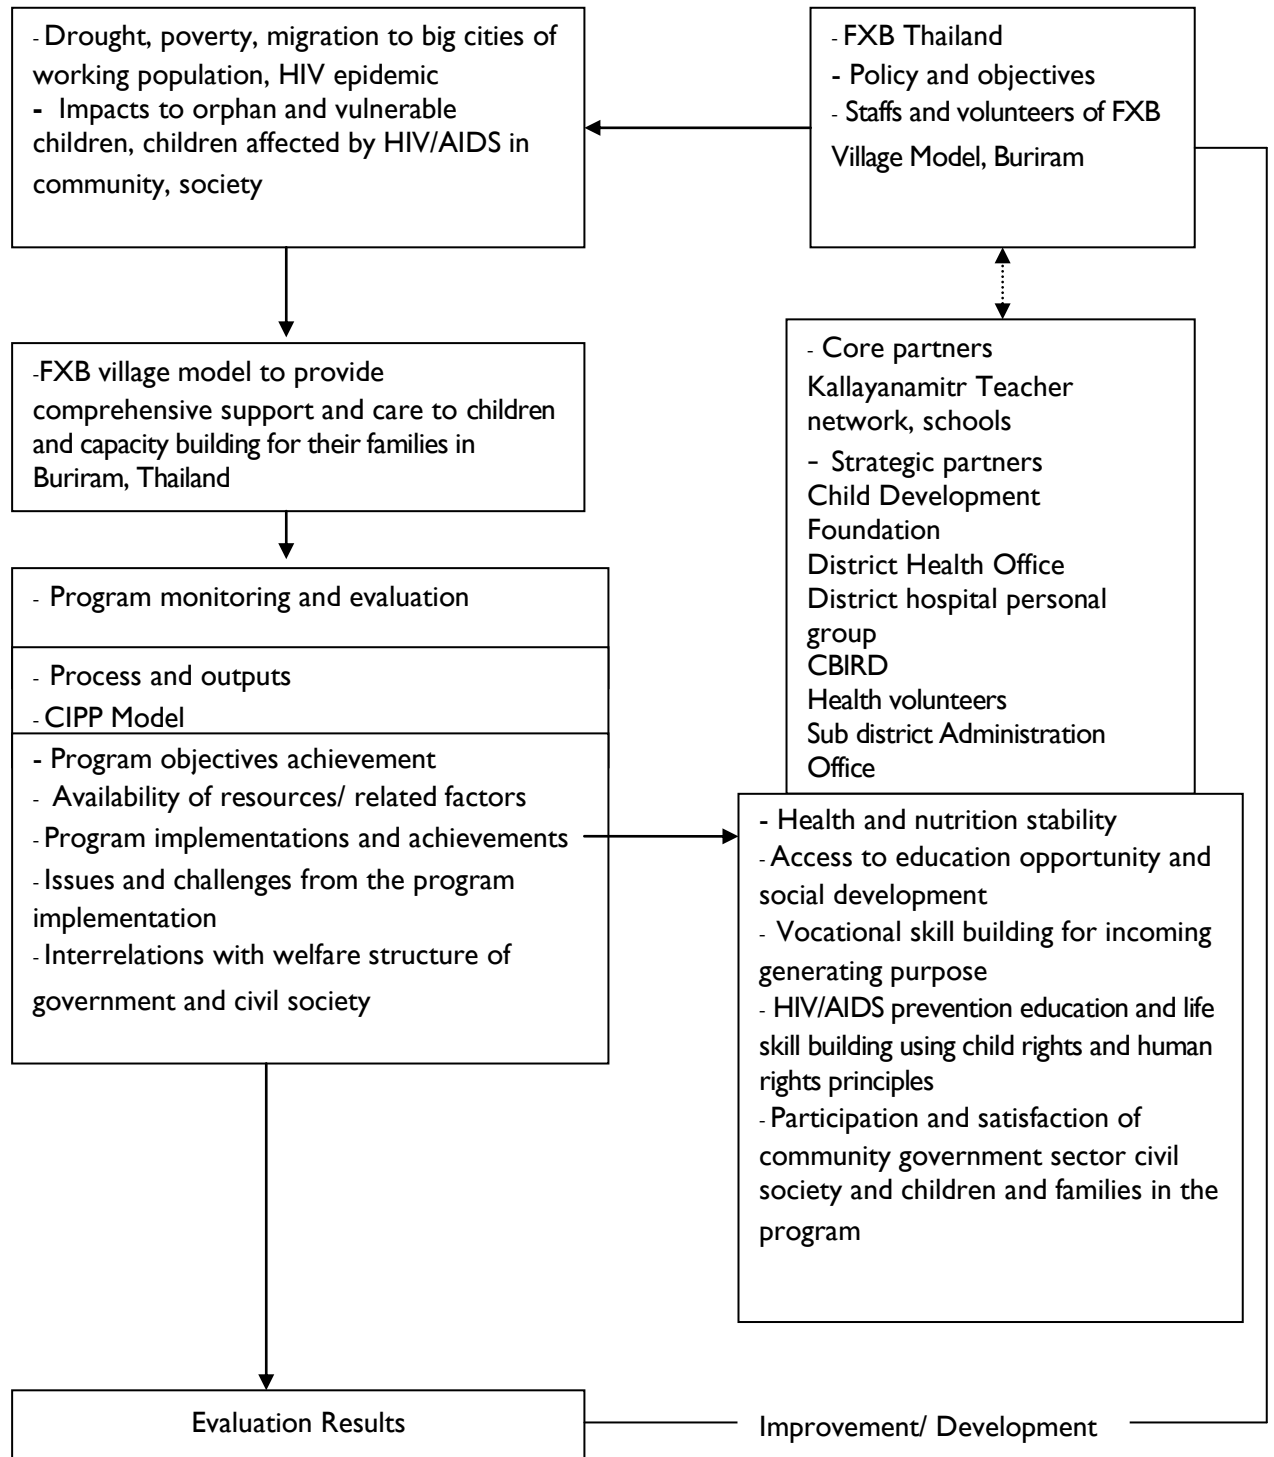 - Drought, poverty, migration to big cities of
working population, HIV epidemic
- Impacts to orphan and vulnerable
children, children affected by HIV/AIDS in
community, society
- FXB Thailand
- Policy and objectives
- Staffs and volunteers of FXB
Village Model, Buriram
-FXB village model to provide
comprehensive support and care to children
and capacity building for their families in
Buriram, Thailand
- Core partners
Kallayanamitr Teacher
network, schools
- Strategic partners
Child Development
Foundation
District Health Office
District hospital personal
group
CBIRD
Health volunteers
Sub district Administration
Office
- Program monitoring and evaluation
- Process and outputs
- CIPP Model
- Program objectives achievement
- Availability of resources/ related factors
- Program implementations and achievements
- Issues and challenges from the program
implementation
- Interrelations with welfare structure of
government and civil society
- Health and nutrition stability
- Access to education opportunity and
social development
- Vocational skill building for incoming
generating purpose
- HIV/AIDS prevention education and life
skill building using child rights and human
rights principles
- Participation and satisfaction of
community government sector civil
society and children and families in the
program
Evaluation Results
Improvement/ Development